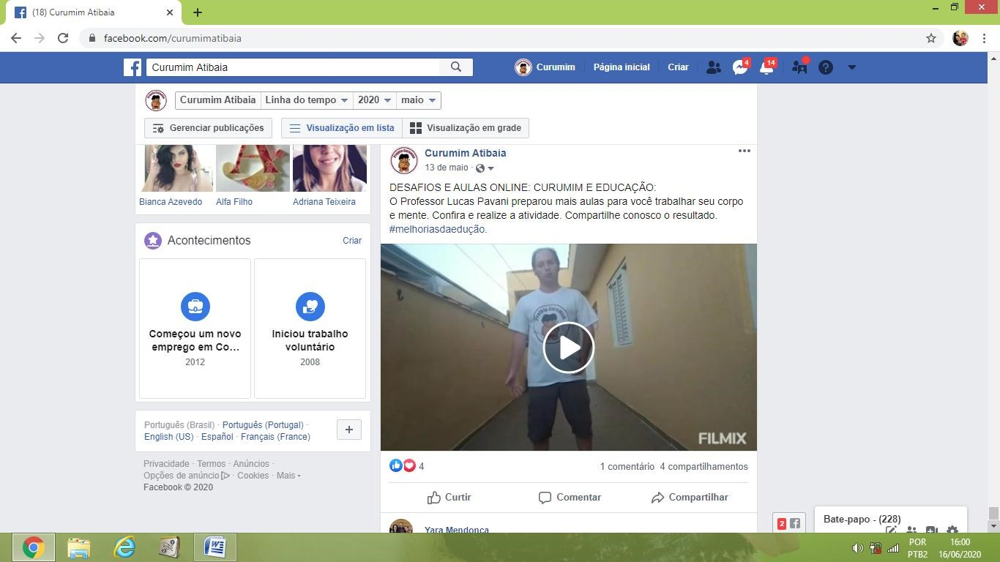 (18) Curumim Atibaia
facebook.com/curumimatibaia
Curumim Atibaia
Curumim
Página inicial
Criar
4
14
Curumim Atibaia
Linha do tempo
2020
maio
Gerenciar publicações
Visualização em lista
Visualização em grade
Bianca Azevedo
Alfa Filho
Adriana Teixeira
Acontecimentos
Criar
Começou um novo
emprego em Co...
2012
Iniciou trabalho
voluntário
2008
Português (Brasil) · Português (Portugal) ·
English (US) · Español · Français (France)
Privacidade · Termos · Anúncios ·
Opções de anúncio · Cookies · Mais
Facebook © 2020
Curumim Atibaia
13 de maio ·
DESAFIOS E AULAS ONLINE: CURUMIM E EDUCAÇÃO:
O Professor Lucas Pavani preparou mais aulas para você trabalhar seu corpo
e mente. Confira e realize a atividade. Compartilhe conosco o resultado.
#melhoriasdaedução.
Projeto Curumim
FILMIX
4
1 comentário 4 compartilhamentos
Curtir
Comentar
Compartilhar
Yara Mendonça
2
Bate-papo - (228)
POR
PTB2
16:00
16/06/2020